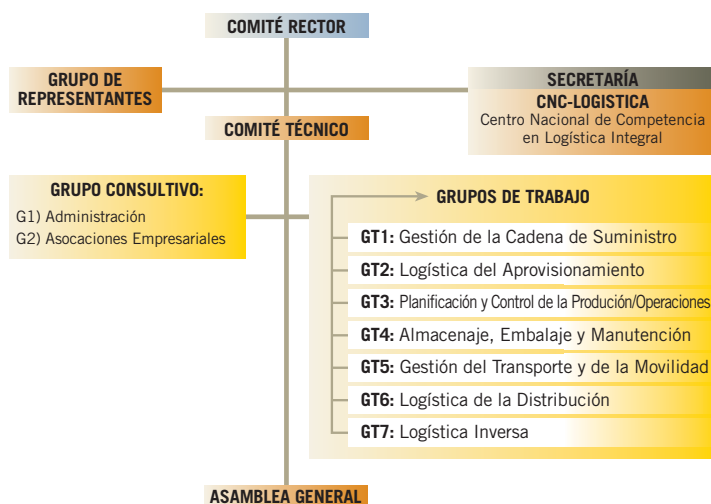 COMITÉ RECTOR
GRUPO DE
REPRESENTANTES
SECRETARÍA
CNC-LOGISTICA
Centro Nacional de Competencia
en Logística Integral
COMITÉ TÉCNICO
GRUPO CONSULTIVO:
G1) Administración
G2) Asocaciones Empresariales
GRUPOS DE TRABAJO
GT1: Gestión de la Cadena de Suministro
GT2: Logística del Aprovisionamiento
GT3: Planificación y Control de la Produción/Operaciones
GT4: Almacenaje, Embalaje y Manutención
GT5: Gestión del Transporte y de la Movilidad
GT6: Logística de la Distribución
GT7: Logística Inversa
ASAMBLEA GENERAL